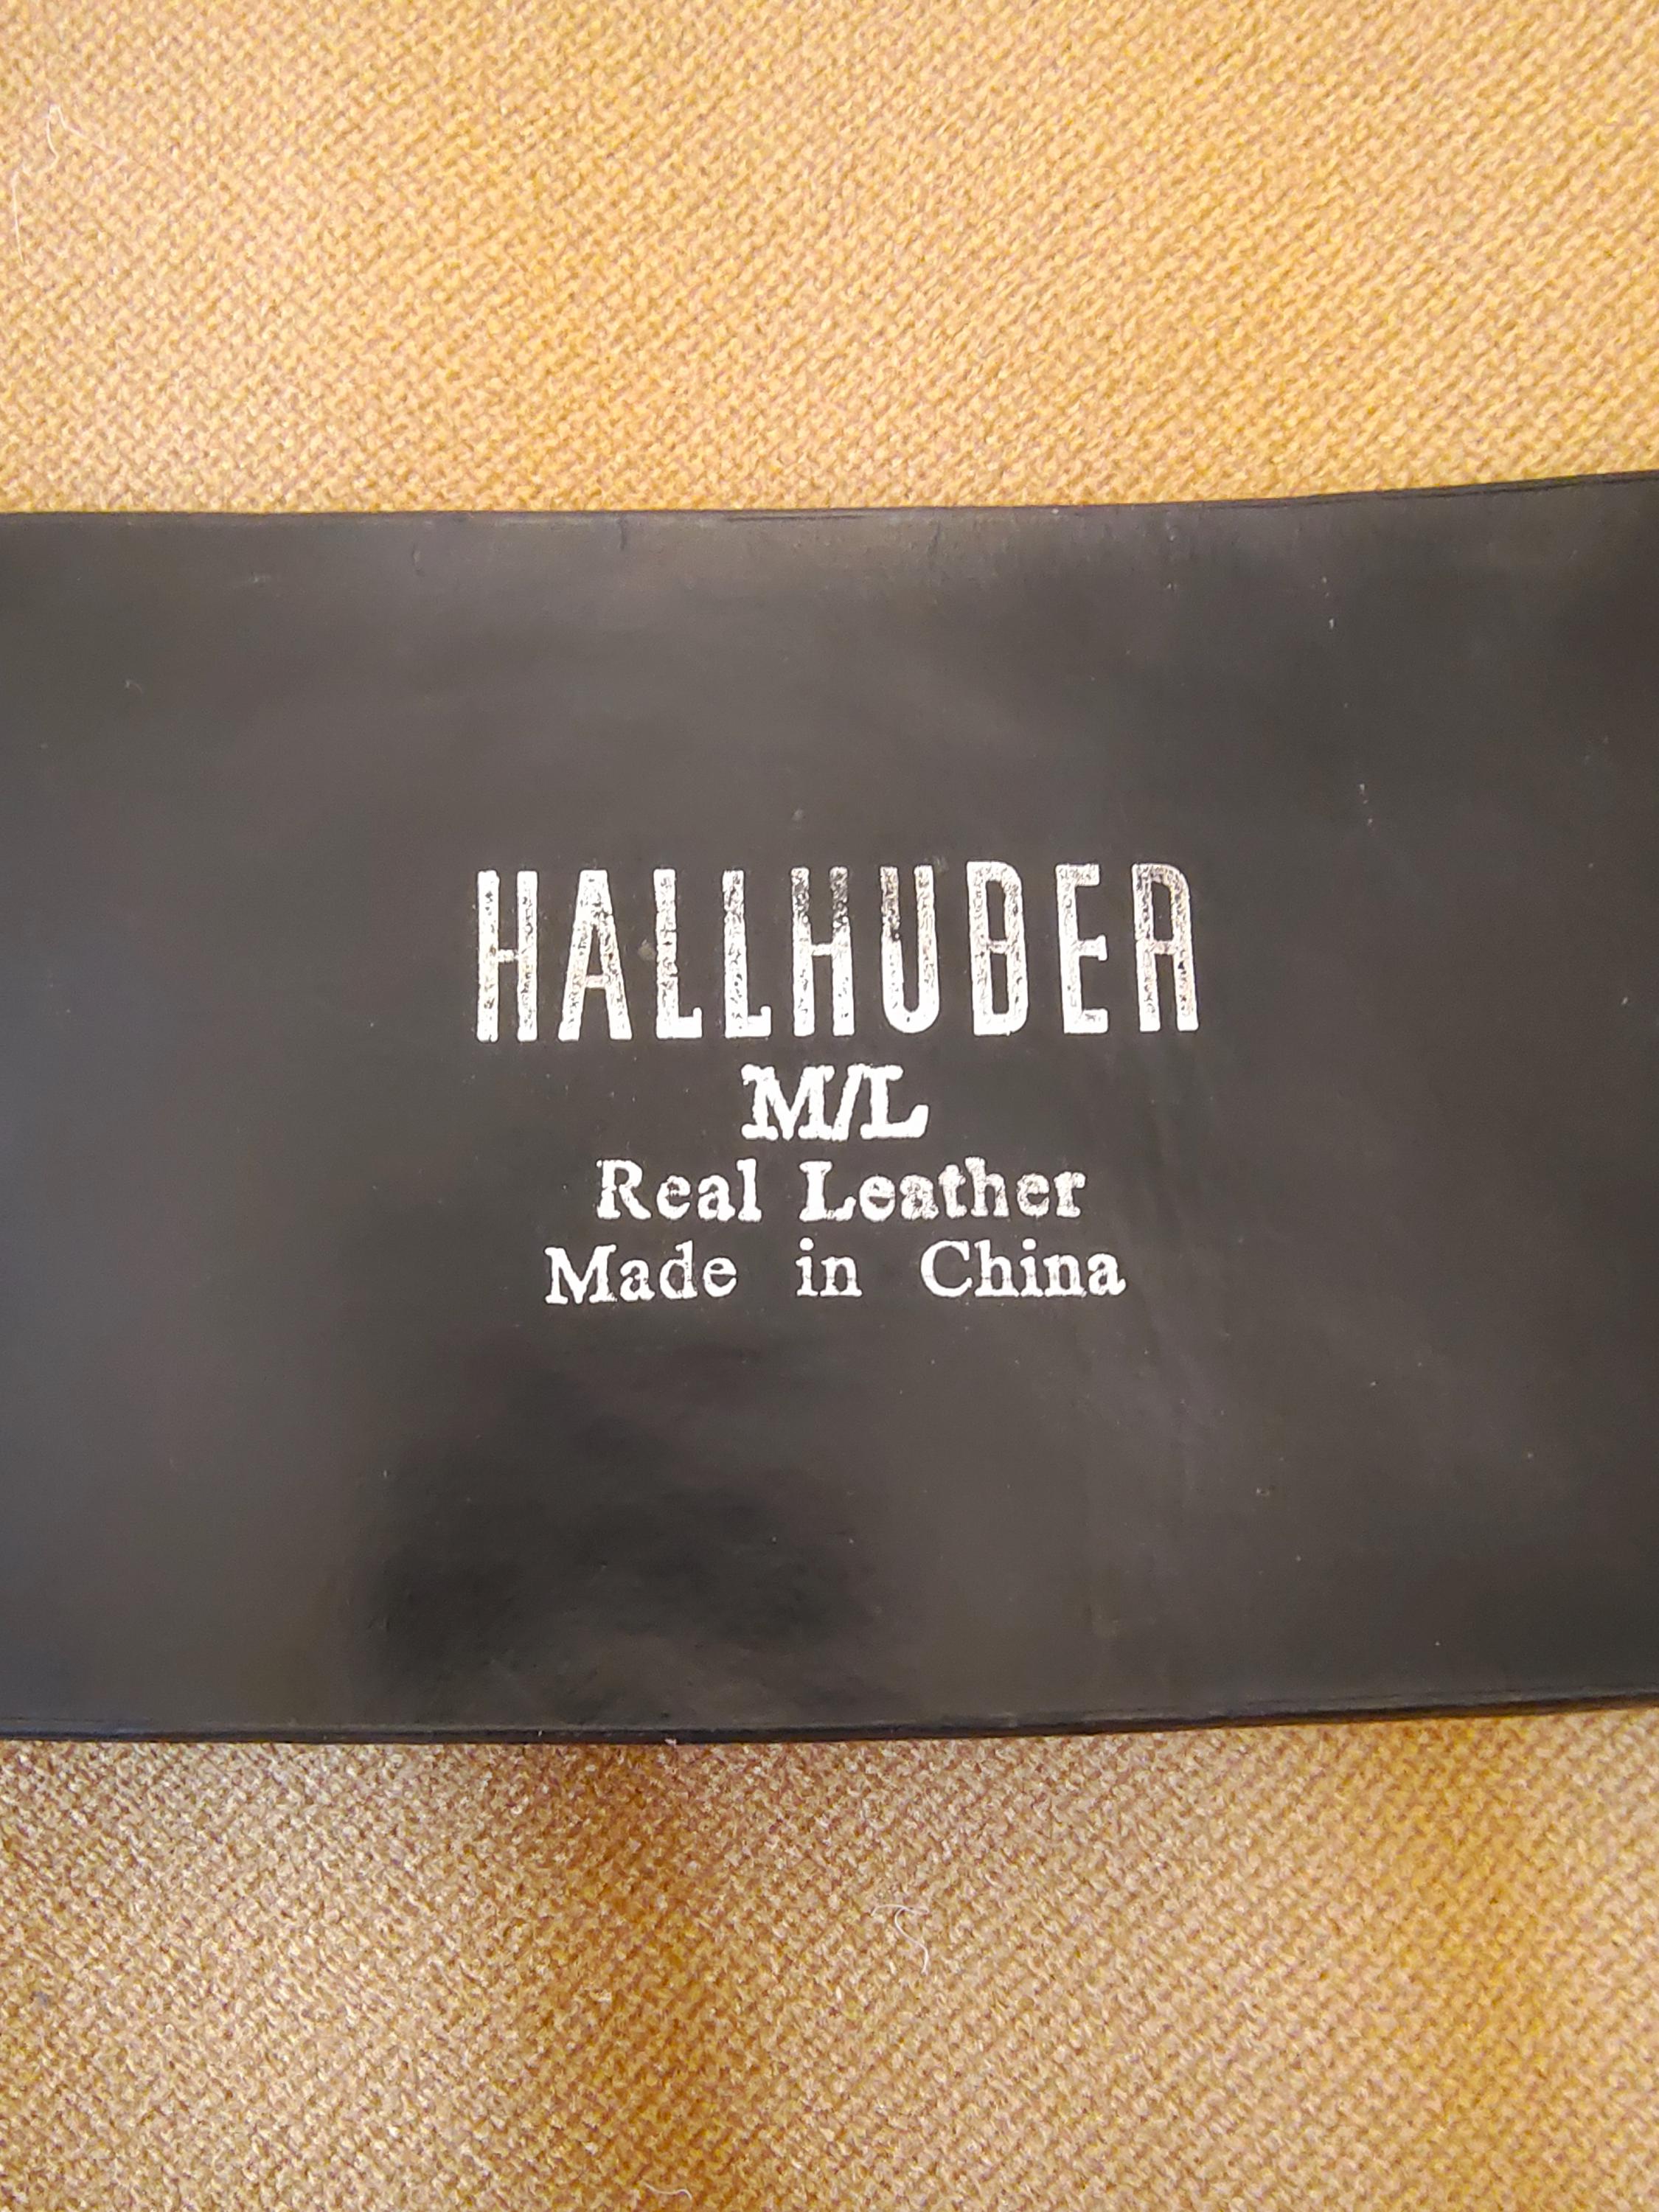 HALLHUBER
M/L
Real Leather
Made in China